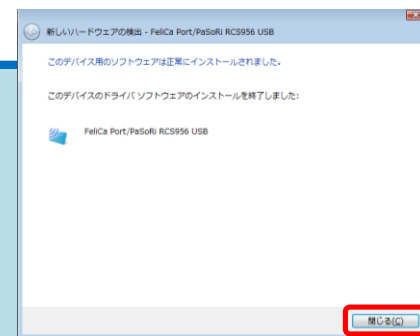 新しいハードウェアの検出 - FeliCa Port/PaSoRi RCS956 USB
このデバイス用のソフトウェアは正常にインストールされました。
このデバイスのドライバ ソフトウェアのインストールを終了しました:
FeliCa Port/PaSoRi RCS956 USB
閉じる(C)